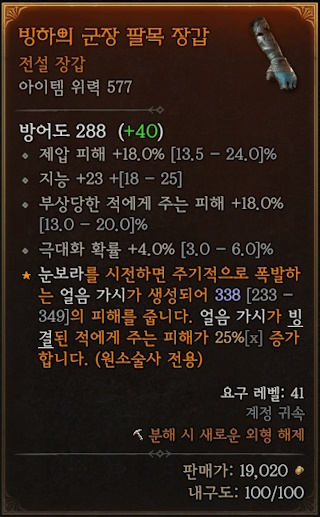 빙하의 군장 팔목 장갑
전설 장갑
아이템 위력 577
방어도 288 (+40)
제압 피해 +18.0% [13.5 – 24.0]%
지능 +23 +[18 – 25]
부상당한 적에게 주는 피해 +18.0%
[13.0 – 20.0]%
극대화 확률 +4.0% [3.0 – 6.0]%
눈보라를 시전하면 주기적으로 폭발하
는 얼음 가시가 생성되어 338 [233 –
349]의 피해를 줍니다. 얼음 가시가 빙
결된 적에게 주는 피해가 25%[x] 증가
합니다. (원소술사 전용)
요구 레벨: 41
계정 귀속
분해 시 새로운 외형 해제
판매가: 19,020
내구도: 100/100